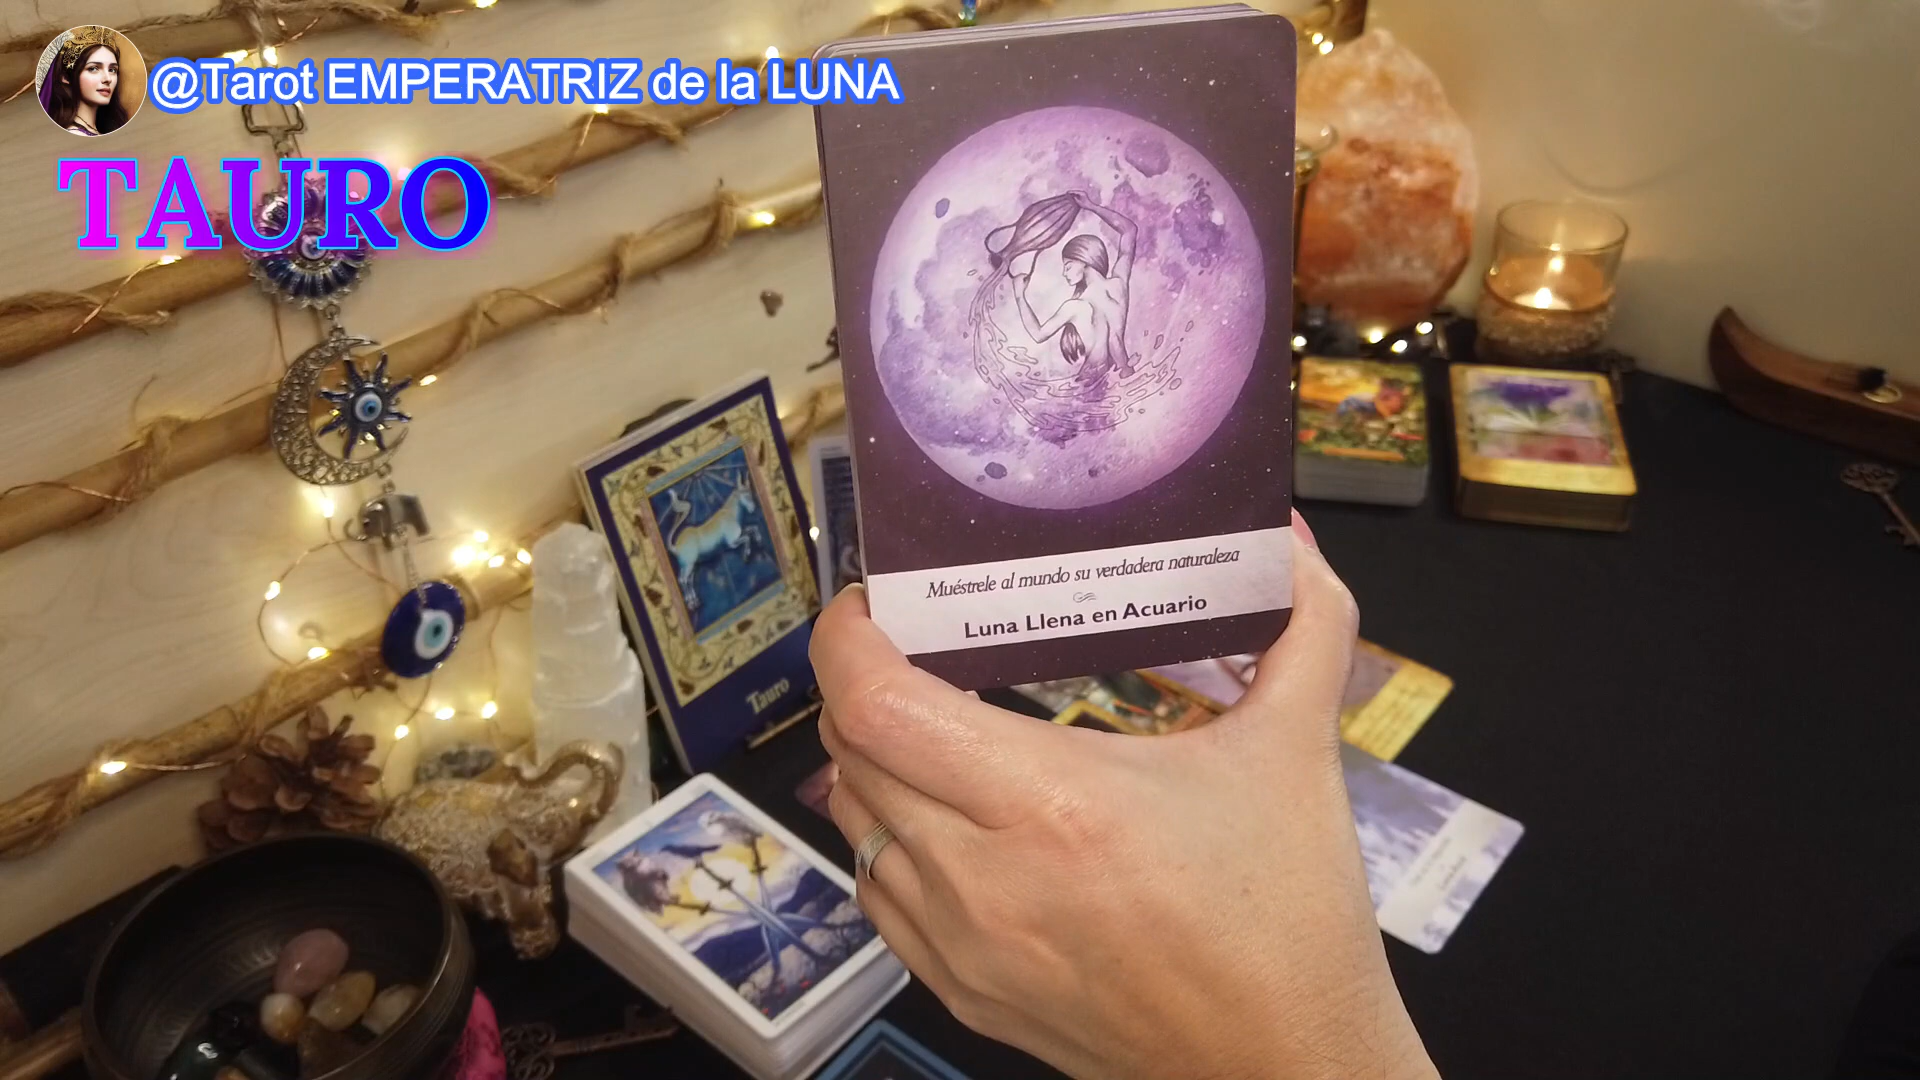 @Tarot EMPERATRIZ de la LUNA
TAURO
Muéstrele al mundo su verdadera naturaleza
Luna Llena en Acuario
Tauro